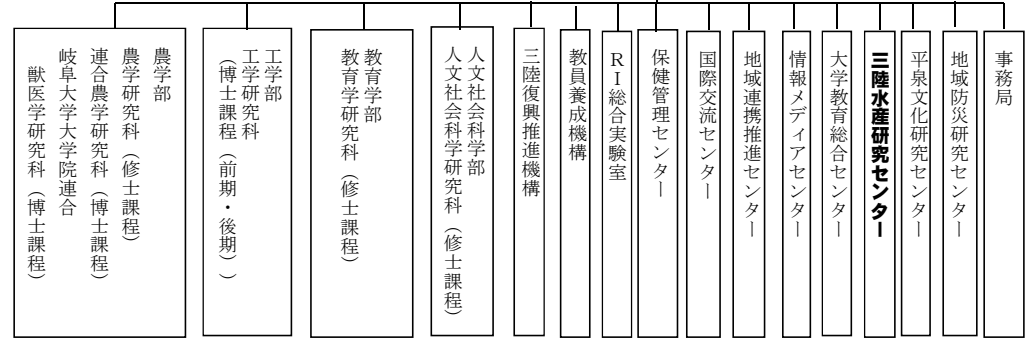 事務局
地域防災研究センター
平泉文化研究センター
三陸水産研究センター
大学教育総合センター
情報メディアセンター
地域連携推進センター
国際交流センター
保健管理センター
RI総合実験室
教員養成機構
三陸復興推進機構
人文社会科学部
人文社会科学研究科（修士課程）
教育学部
教育学研究科（修士課程）
工学部
工学研究科
（博士課程（前期・後期））
農学部
農学研究科（修士課程）
連合農学研究科（博士課程）
岐阜大学大学院連合
獣医学研究科（博士課程）